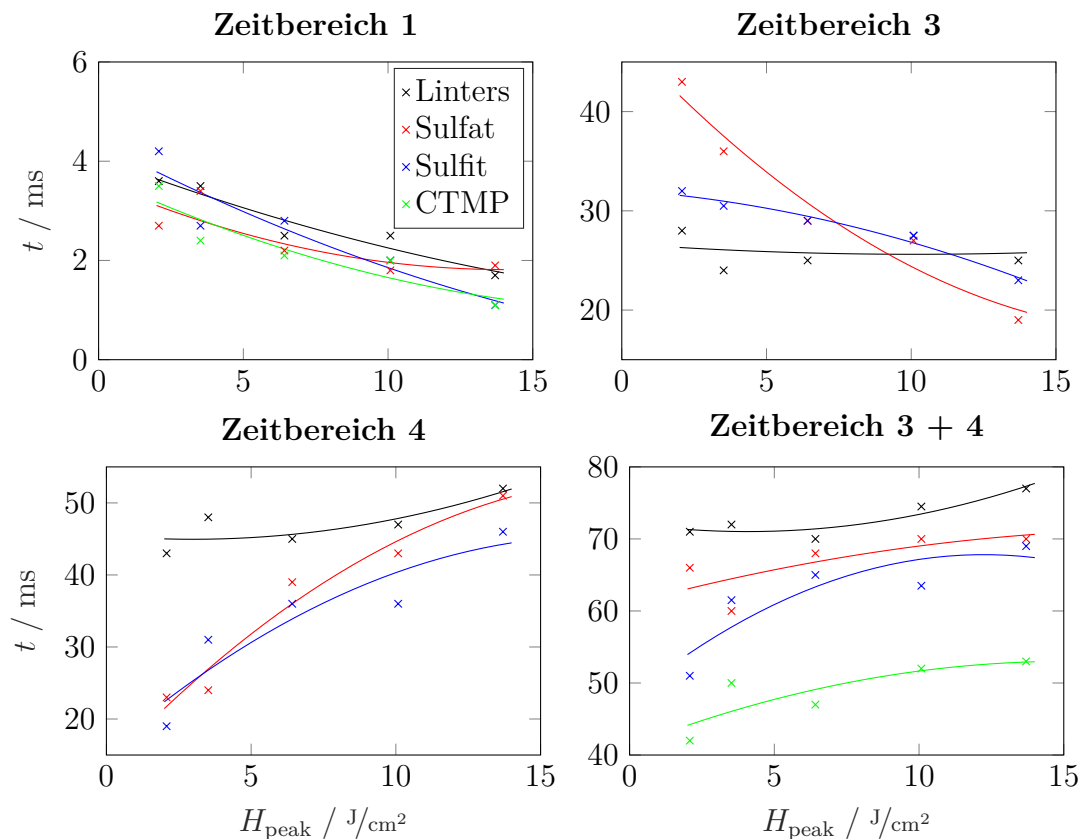 Zeitbereich 1
6
4
2
0
0
5
10
15
t / ms
Linters
Sulfat
Sulfit
CTMP
Zeitbereich 3
40
30
20
0
5
10
15
Zeitbereich 4
50
40
30
20
0
5
10
15
t / ms
H_peak / J/cm²
Zeitbereich 3 + 4
80
70
60
50
40
0
5
10
15
H_peak / J/cm²